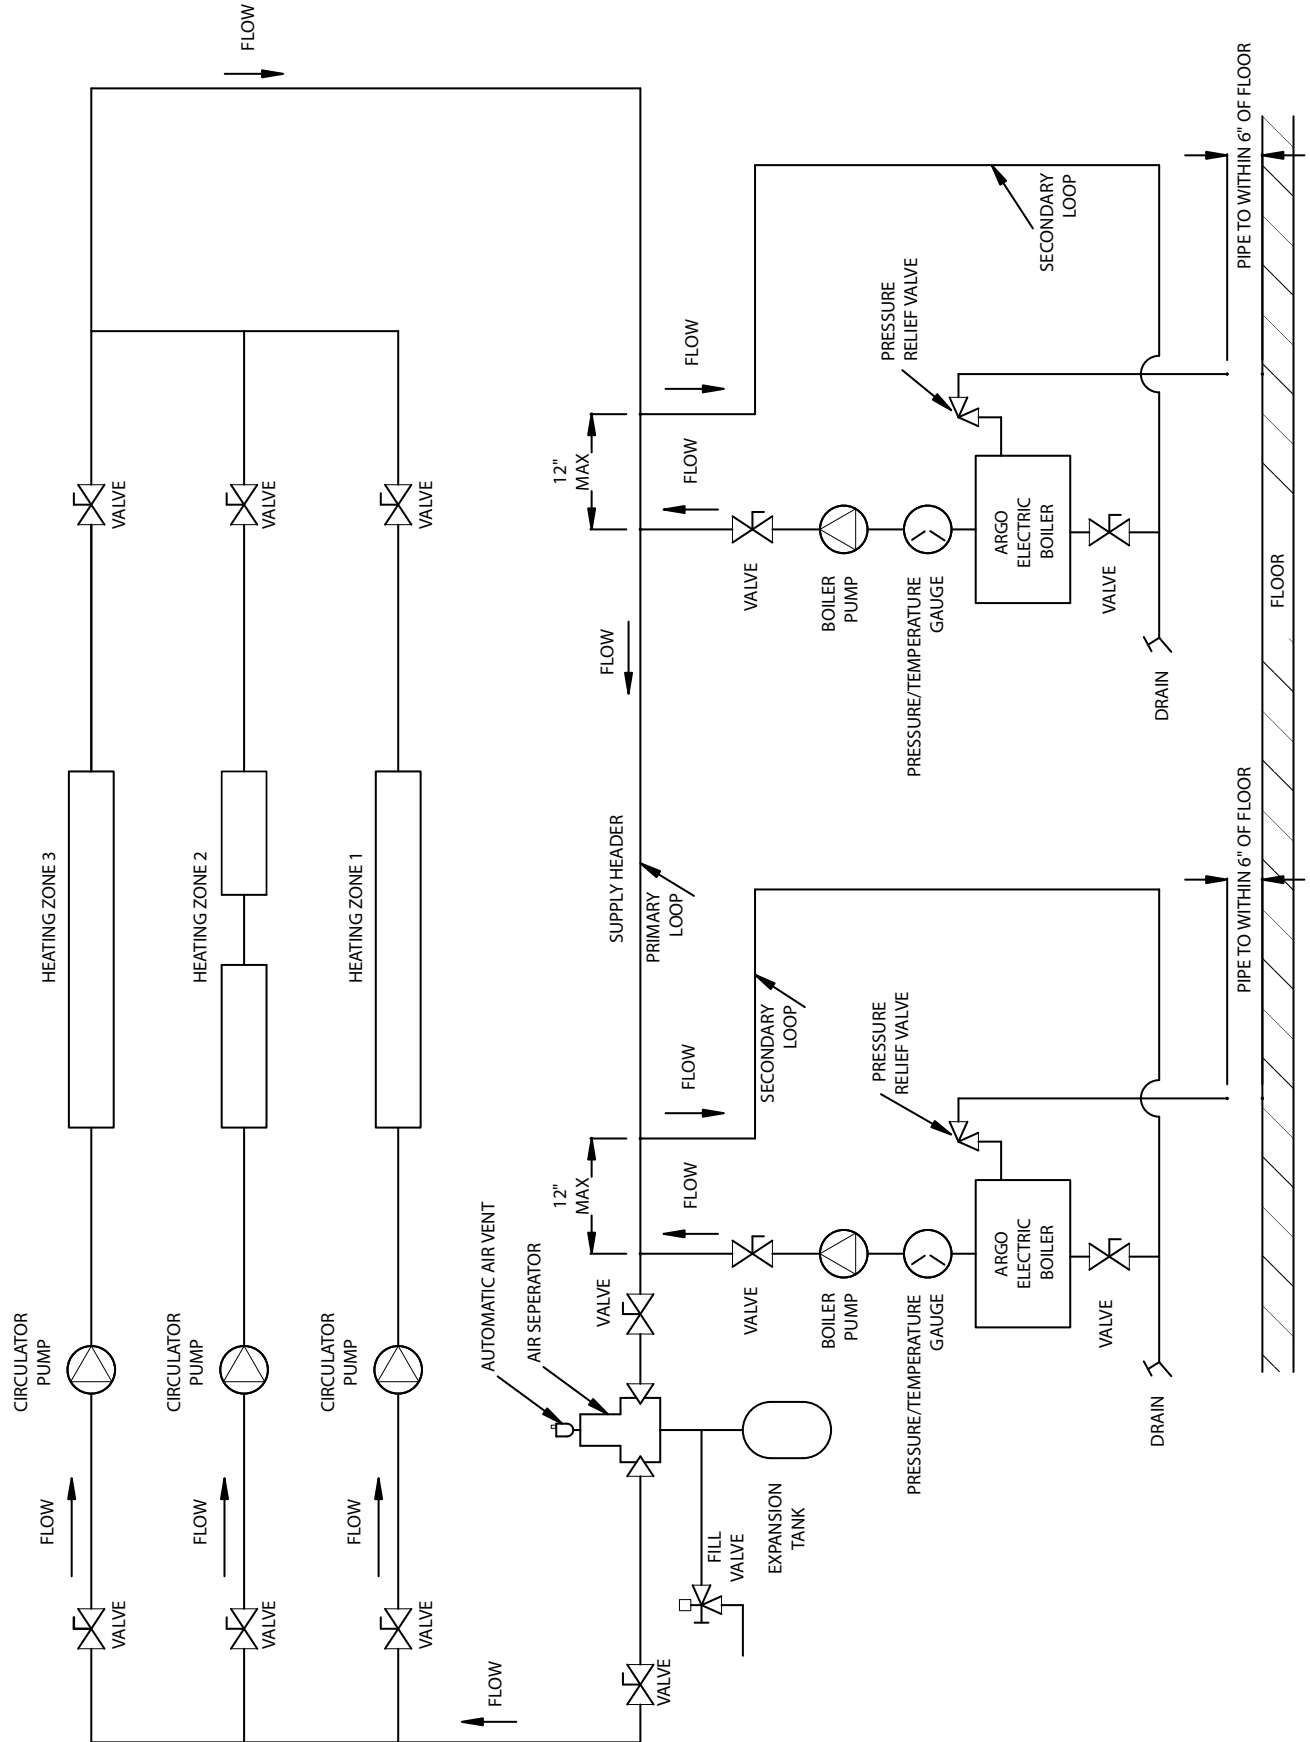 CIRCULATOR
PUMP
HEATING ZONE 3
FLOW
VALVE
VALVE
FLOW
CIRCULATOR
PUMP
HEATING ZONE 2
FLOW
VALVE
VALVE
CIRCULATOR
PUMP
HEATING ZONE 1
FLOW
VALVE
VALVE
FLOW
AUTOMATIC AIR VENT
AIR SEPERATOR
12"
MAX
12"
MAX
VALVE
SUPPLY HEADER
FLOW
VALVE
PRIMARY
LOOP
FLOW
FLOW
FLOW
FLOW
FILL
VALVE
VALVE
SECONDARY
LOOP
VALVE
EXPANSION
TANK
BOILER
PUMP
BOILER
PUMP
PRESSURE
RELIEF VALVE
PRESSURE
RELIEF VALVE
PRESSURE/TEMPERATURE
GAUGE
PRESSURE/TEMPERATURE
GAUGE
ARGO
ELECTRIC
BOILER
ARGO
ELECTRIC
BOILER
SECONDARY
LOOP
VALVE
VALVE
DRAIN
DRAIN
PIPE TO WITHIN 6" OF FLOOR
PIPE TO WITHIN 6" OF FLOOR
FLOOR